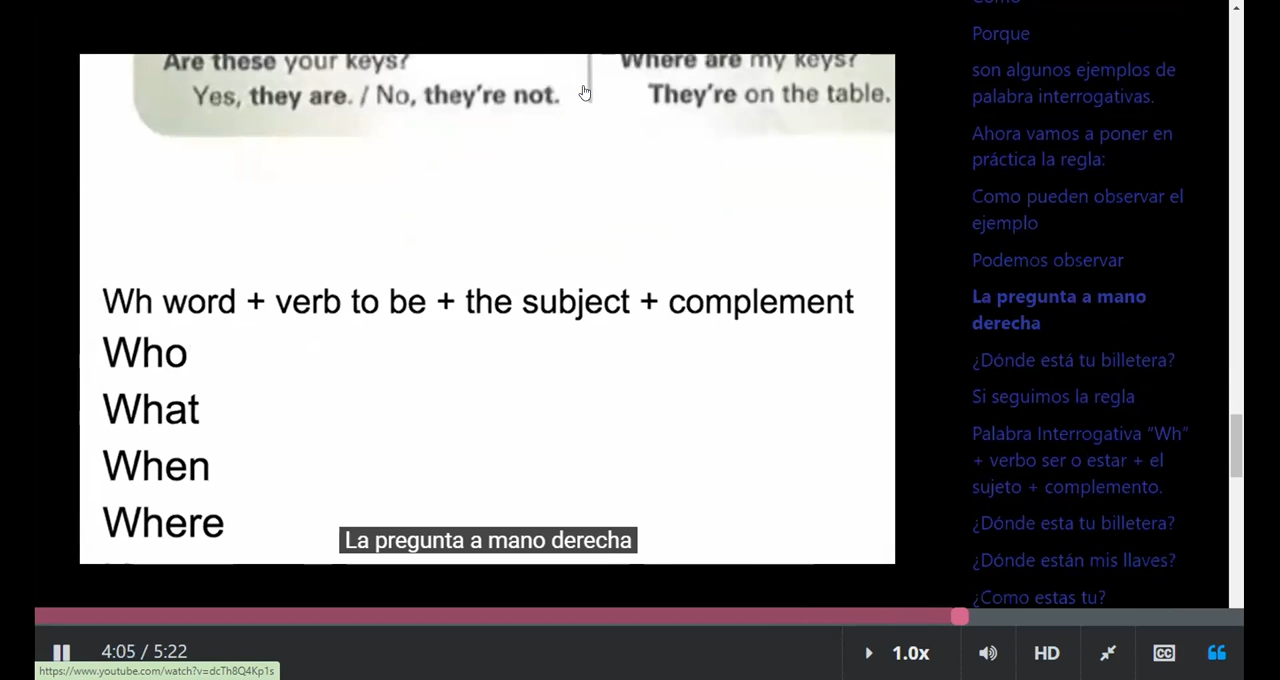 Are these your keys?
Yes, they are. / No, they're not.
Where are my keys?
They're on the table.
Wh word + verb to be + the subject + complement
Who
What
When
Where
La pregunta a mano derecha
Porque
son algunos ejemplos de
palabra interrogativas.
Ahora vamos a poner en
práctica la regla:
Como pueden observar el
ejemplo
Podemos observar
La pregunta a mano
derecha
¿Dónde está tu billetera?
Si seguimos la regla
Palabra Interrogativa “Wh”
+ verbo ser o estar + el
sujeto + complemento.
¿Dónde esta tu billetera?
¿Dónde están mis llaves?
¿Como estas tu?
4:05 / 5:22
1.0x
HD
CC
https://www.youtube.com/watch?v=dcTh8Q4Kp1s